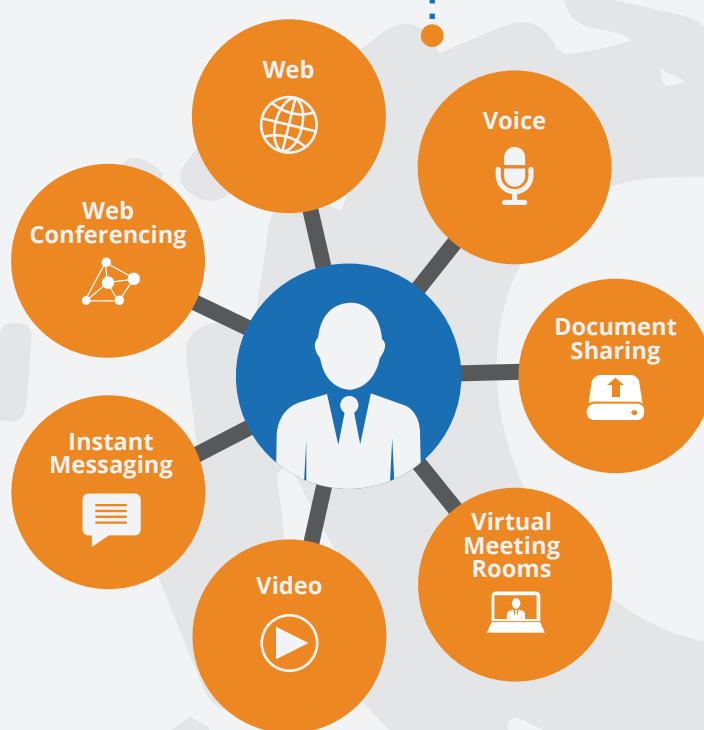 Web
Voice
Web
Conferencing
Document
Sharing
Instant
Messaging
Virtual
Meeting
Rooms
Video